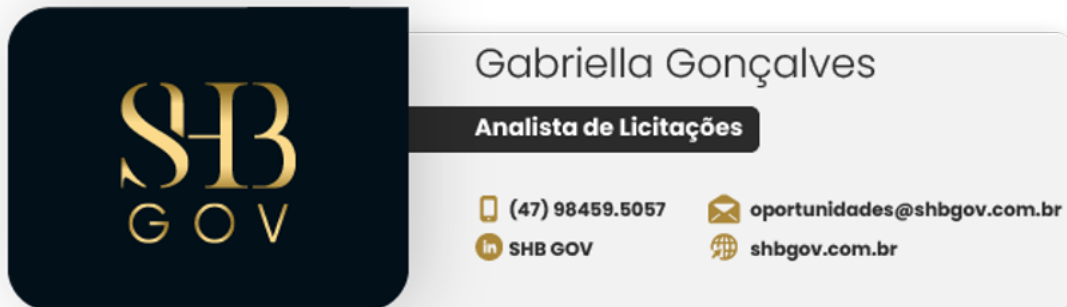 SHB
GOV
Gabriella Gonçalves
Analista de Licitações
(47) 98459.5057
oportunidades@shbgov.com.br
in SHB GOV
shbgov.com.br